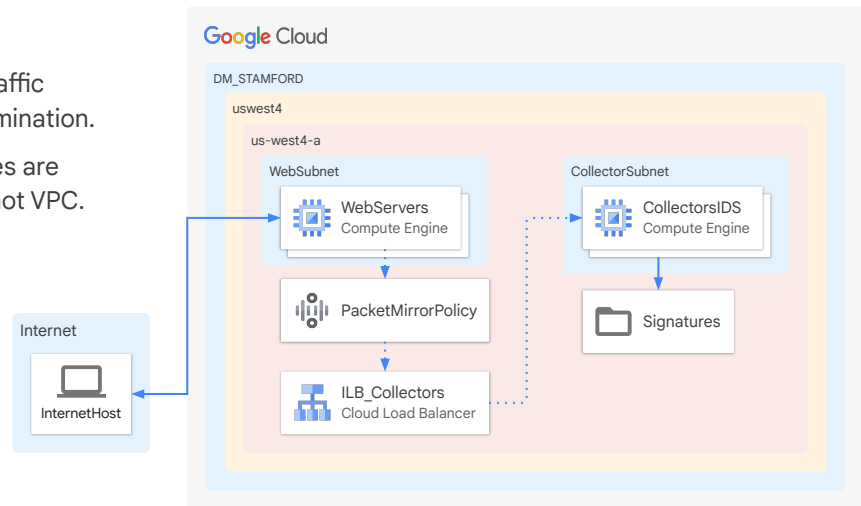 Google Cloud
DM_STAMFORD
affic
uswest4
mination.
us-west4-a
es are
WebSubnet
CollectorSubnet
not VPC.
WebServers
Compute Engine
CollectorsIDS
Compute Engine
PacketMirrorPolicy
Signatures
Internet
ILB_Collectors
Cloud Load Balancer
InternetHost